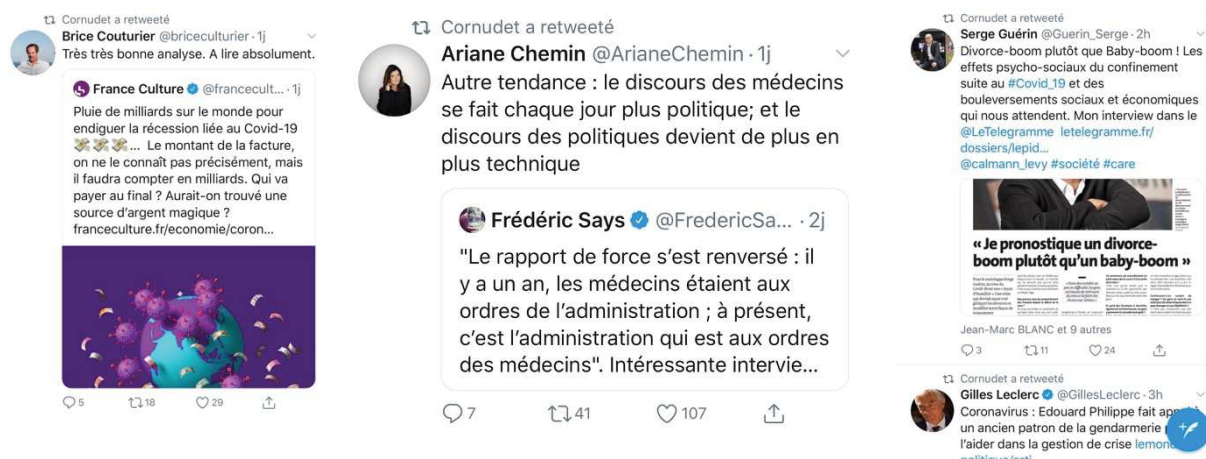 Cornudet a retweeté
Brice Couturier @briceculturier · 1j
Très très bonne analyse. A lire absolument.
France Culture @francecult... · 1j
Pluie de milliards sur le monde pour
endiguer la récession liée au Covid-19
💸💸💸... Le montant de la facture,
on ne le connaît pas précisément, mais
il faudra compter en milliards. Qui va
payer au final ? Aurait-on trouvé une
source d'argent magique ?
franceculture.fr/economie/coron...
5 18 29
Cornudet a retweeté
Ariane Chemin @ArianeChemin · 1j
Autre tendance : le discours des médecins
se fait chaque jour plus politique; et le
discours des politiques devient de plus en
plus technique
Frédéric Says @FredericSa... · 2j
"Le rapport de force s'est renversé : il
y a un an, les médecins étaient aux
ordres de l'administration ; à présent,
c'est l'administration qui est aux ordres
des médecins". Intéressante intervie...
7 41 107
Cornudet a retweeté
Serge Guérin @Guerin_Serge · 2h
Divorce-boom plutôt que Baby-boom ! Les
effets psycho-sociaux du confinement
suite au #Covid_19 et des
bouleversements sociaux et économiques
qui nous attendent. Mon interview dans le
@LeTelegramme letelegramme.fr/
dossiers/lepid...
@calmann_levy #société #care
« Je pronostique un divorce-
boom plutôt qu'un baby-boom »
Jean-Marc BLANC et 9 autres
3 11 24
Cornudet a retweeté
Gilles Leclerc @GillesLeclerc · 3h
Coronavirus : Edouard Philippe fait
un ancien patron de la gendarmerie
l'aider dans la gestion de crise